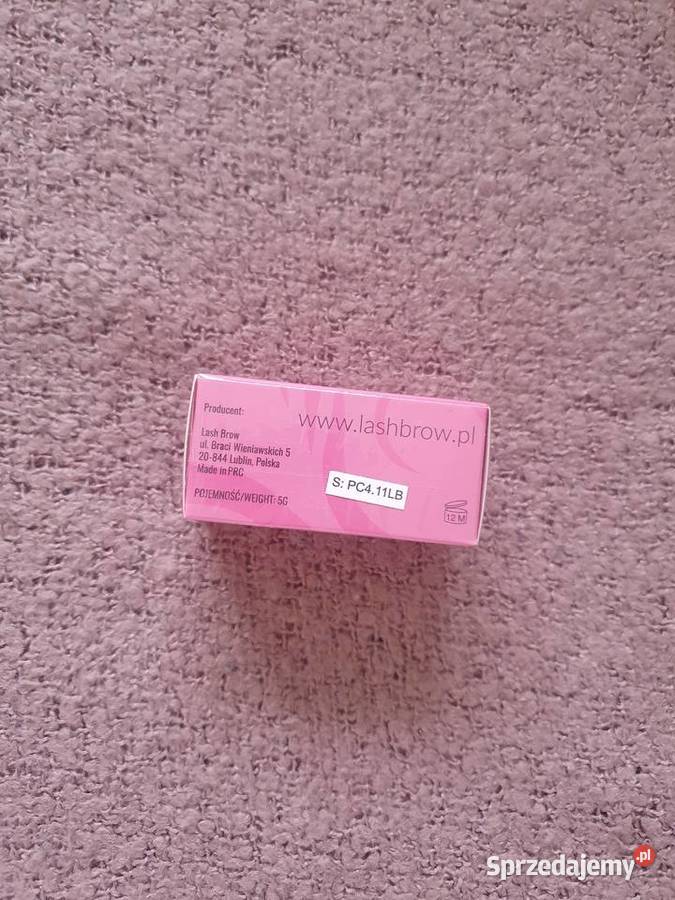 Producent:
www.lashbrow.pl
Lash Brow
ul. Braci Wieniawskich 5
20-844 Lublin, Polska
Made in PRC
S: PC4.11LB
POJEMNOŚĆ/WEIGHT: 5G
12 M
Sprzedajemy.pl